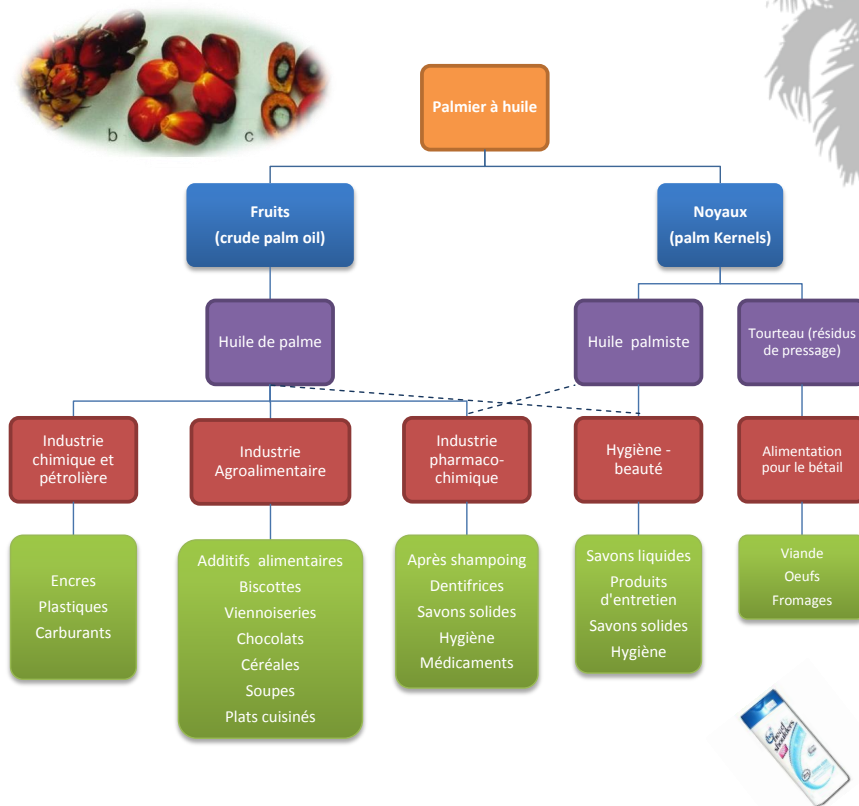 b
c
Palmier à huile
Fruits
(crude palm oil)
Noyaux
(palm Kernels)
Huile de palme
Huile palmiste
Tourteau (résidus
de pressage)
Industrie
chimique et
pétrolière
Industrie
Agroalimentaire
Industrie
pharmaco-
chimique
Hygiène -
beauté
Alimentation
pour le bétail
Encres
Plastiques
Carburants
Additifs alimentaires
Biscottes
Viennoiseries
Chocolats
Céréales
Soupes
Plats cuisinés
Après shampoing
Dentifrices
Savons solides
Hygiène
Médicaments
Savons liquides
Produits
d'entretien
Savons solides
Hygiène
Viande
Oeufs
Fromages
head &
shoulders